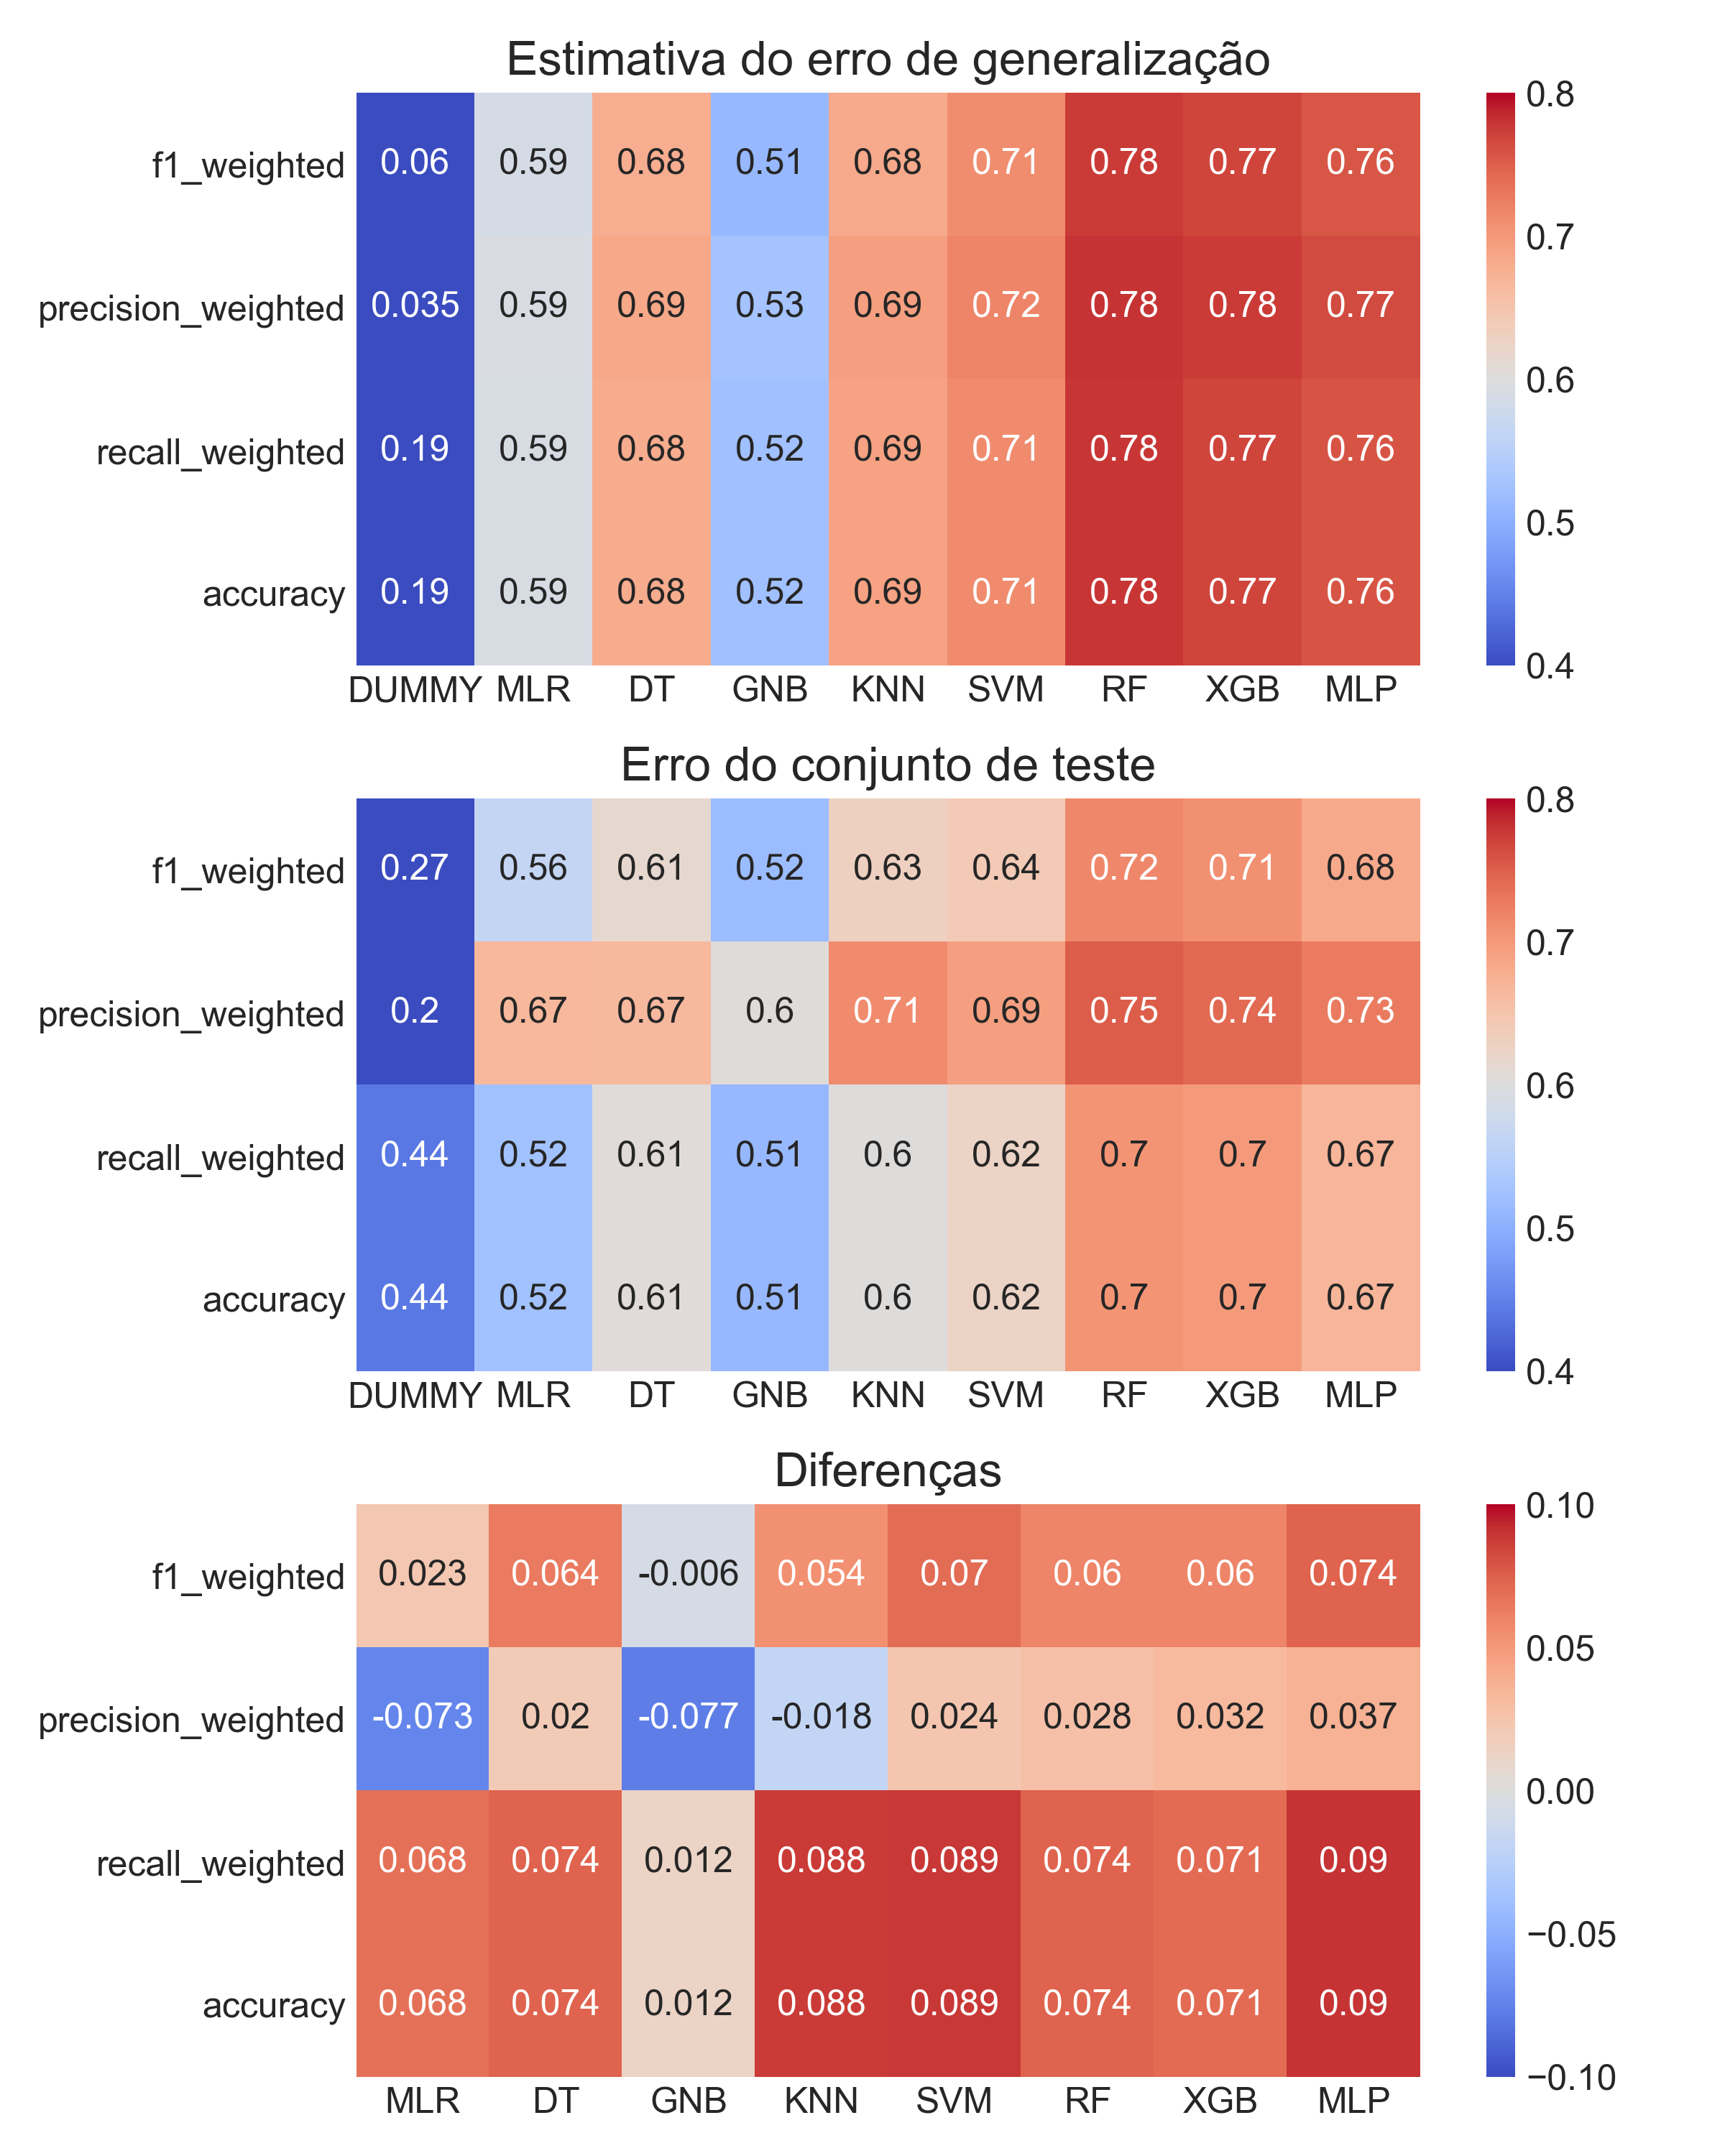 Estimativa do erro de generalização
0.8
f1_weighted 0.06 0.59 0.68 0.51 0.68 0.71 0.78 0.77 0.76
0.7
precision_weighted 0.035 0.59 0.69 0.53 0.69 0.72 0.78 0.78 0.77
0.6
recall_weighted 0.19 0.59 0.68 0.52 0.69 0.71 0.78 0.77 0.76
0.5
accuracy 0.19 0.59 0.68 0.52 0.69 0.71 0.78 0.77 0.76
0.4
DUMMY MLR DT GNB KNN SVM RF XGB MLP
Erro do conjunto de teste
0.8
f1_weighted 0.27 0.56 0.61 0.52 0.63 0.64 0.72 0.71 0.68
0.7
precision_weighted 0.2 0.67 0.67 0.6 0.71 0.69 0.75 0.74 0.73
0.6
recall_weighted 0.44 0.52 0.61 0.51 0.6 0.62 0.7 0.7 0.67
0.5
accuracy 0.44 0.52 0.61 0.51 0.6 0.62 0.7 0.7 0.67
0.4
DUMMY MLR DT GNB KNN SVM RF XGB MLP
Diferenças
0.10
f1_weighted 0.023 0.064 -0.006 0.054 0.07 0.06 0.06 0.074
0.05
precision_weighted -0.073 0.02 -0.077 -0.018 0.024 0.028 0.032 0.037
0.00
recall_weighted 0.068 0.074 0.012 0.088 0.089 0.074 0.071 0.09
−0.05
accuracy 0.068 0.074 0.012 0.088 0.089 0.074 0.071 0.09
−0.10
MLR DT GNB KNN SVM RF XGB MLP